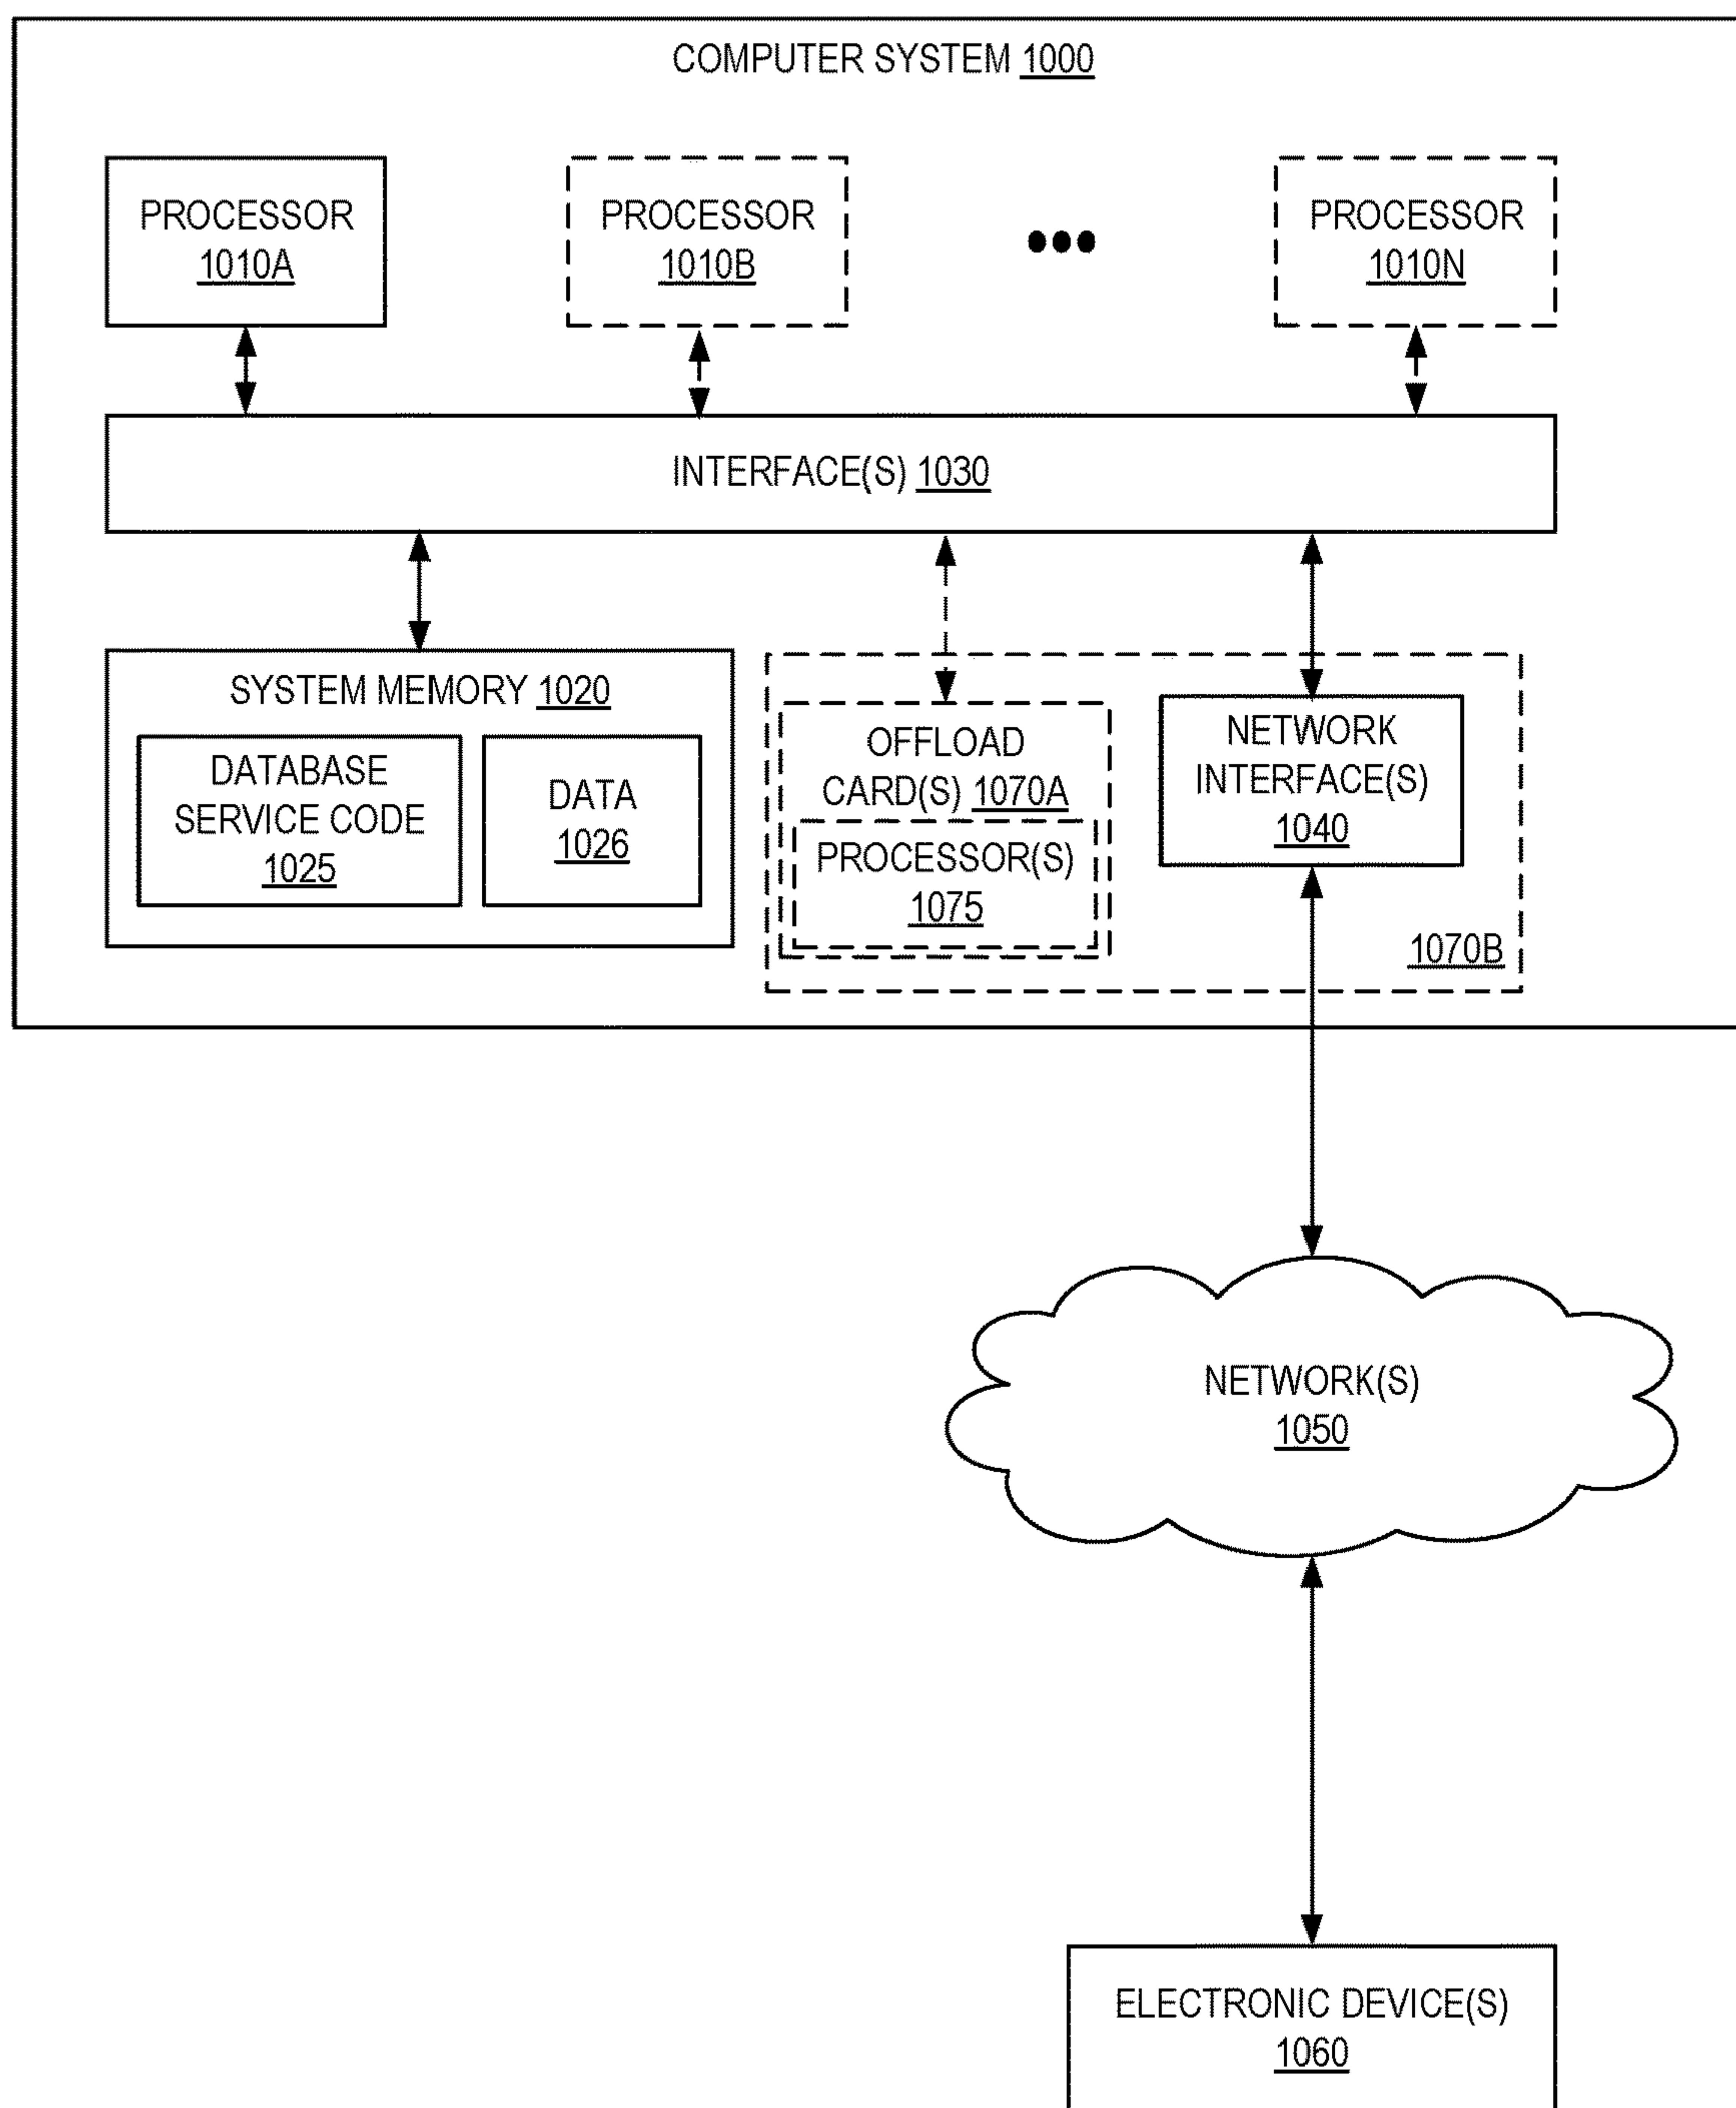 COMPUTER SYSTEM 1000
PROCESSOR
1010A
PROCESSOR
1010B
PROCESSOR
1010N
INTERFACE(S) 1030
SYSTEM MEMORY 1020
DATABASE
SERVICE CODE
1025
DATA
1026
OFFLOAD
CARD(S) 1070A
PROCESSOR(S)
1075
NETWORK
INTERFACE(S)
1040
1070B
NETWORK(S)
1050
ELECTRONIC DEVICE(S)
1060